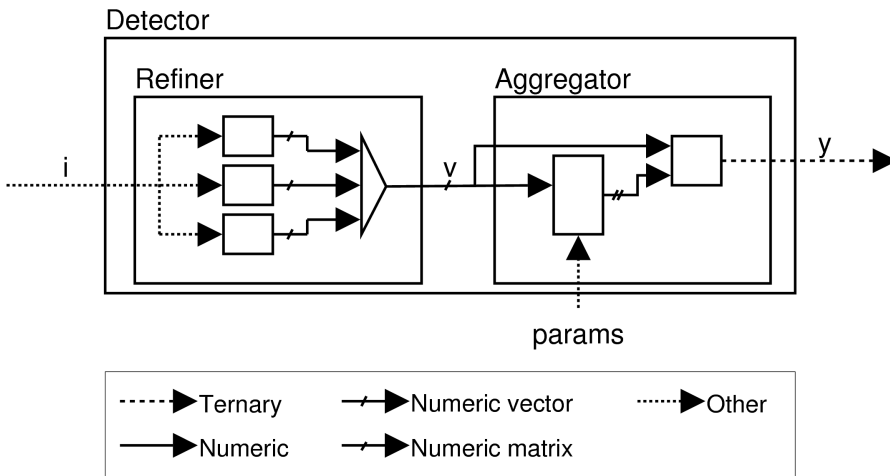 Detector
Refiner
Aggregator
i
v
y
params
Ternary
Numeric vector
Other
Numeric
Numeric matrix